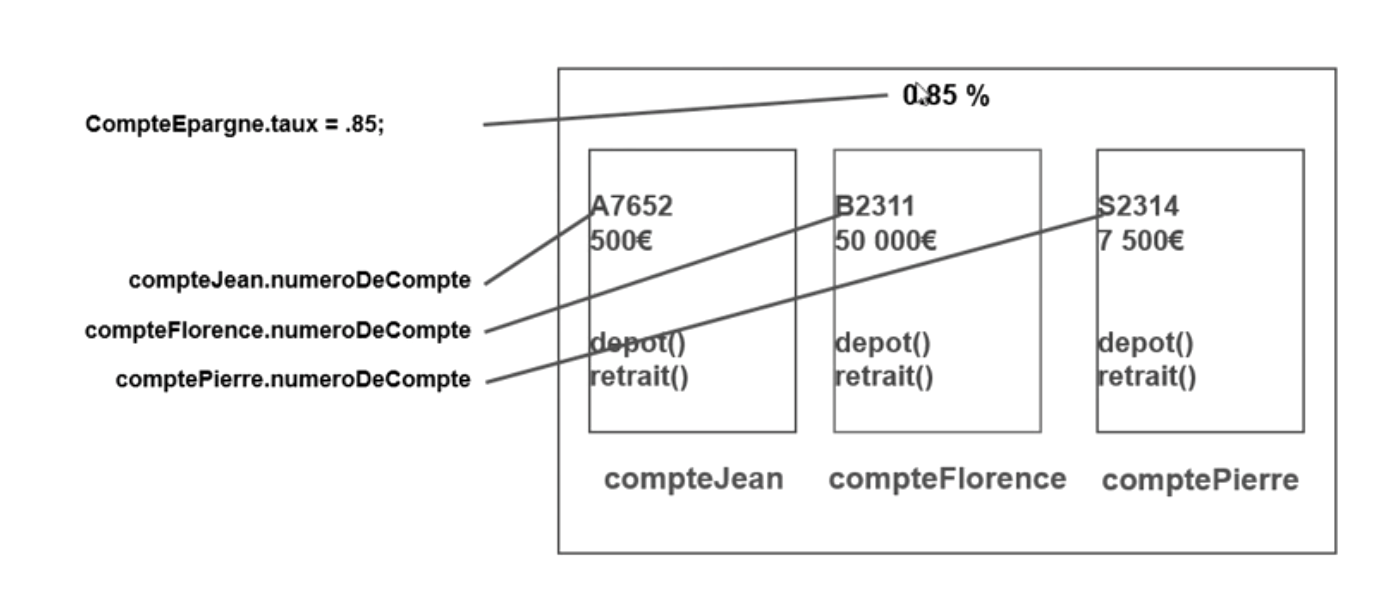 0.85 %
CompteEpargne.taux = .85;
A7652
500€
B2311
50 000€
S2314
7 500€
compteJean.numeroDeCompte
compteFlorence.numeroDeCompte
comptePierre.numeroDeCompte
depot()
retrait()
depot()
retrait()
depot()
retrait()
compteJean
compteFlorence
comptePierre